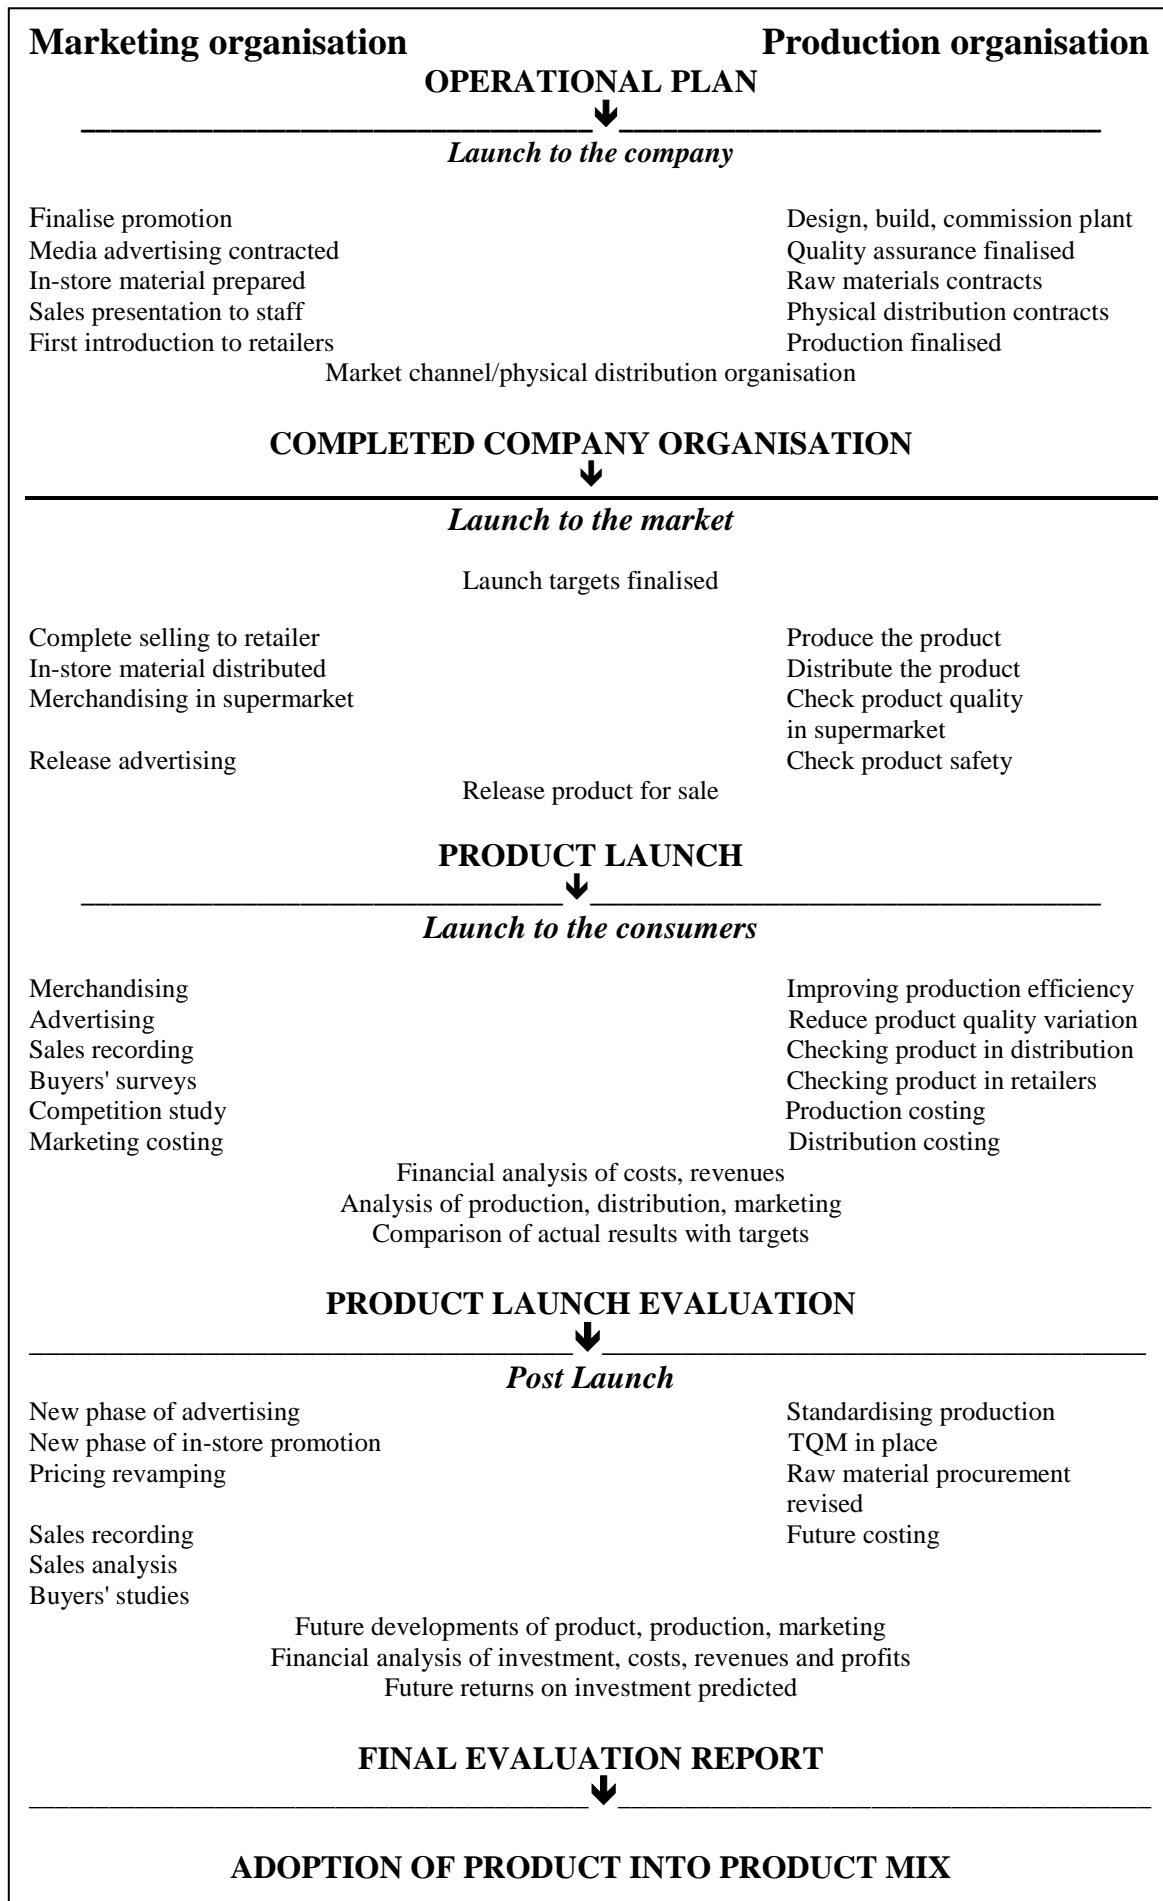 Marketing organisation Production organisation
OPERATIONAL PLAN
Launch to the company
Finalise promotion Design, build, commission plant
Media advertising contracted Quality assurance finalised
In-store material prepared Raw materials contracts
Sales presentation to staff Physical distribution contracts
First introduction to retailers Production finalised
Market channel/physical distribution organisation
COMPLETED COMPANY ORGANISATION
Launch to the market
Launch targets finalised
Complete selling to retailer Produce the product
In-store material distributed Distribute the product
Merchandising in supermarket Check product quality
in supermarket
Release advertising Check product safety
Release product for sale
PRODUCT LAUNCH
Launch to the consumers
Merchandising Improving production efficiency
Advertising Reduce product quality variation
Sales recording Checking product in distribution
Buyers' surveys Checking product in retailers
Competition study Production costing
Marketing costing Distribution costing
Financial analysis of costs, revenues
Analysis of production, distribution, marketing
Comparison of actual results with targets
PRODUCT LAUNCH EVALUATION
Post Launch
New phase of advertising Standardising production
New phase of in-store promotion TQM in place
Pricing revamping Raw material procurement
revised
Sales recording Future costing
Sales analysis
Buyers' studies
Future developments of product, production, marketing
Financial analysis of investment, costs, revenues and profits
Future returns on investment predicted
FINAL EVALUATION REPORT
ADOPTION OF PRODUCT INTO PRODUCT MIX